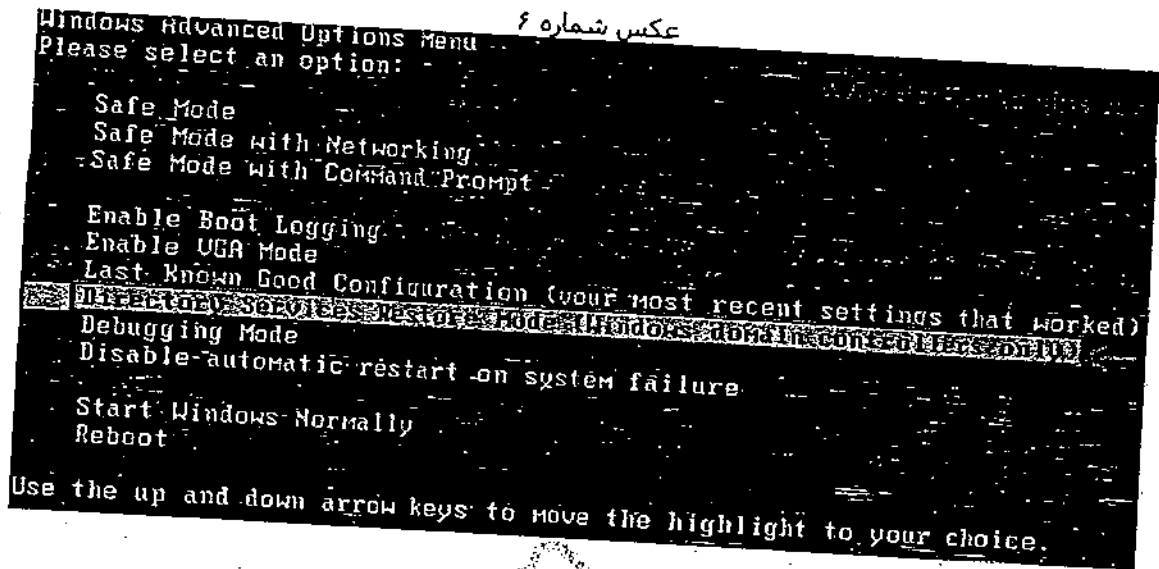 عکس شماره ۶
Windows Advanced Options Menu
Please select an option:
Safe Mode
Safe Mode with Networking
Safe Mode with Command Prompt
Enable Boot Logging
Enable VGA Mode
Last Known Good Configuration (your most recent settings that worked)
Directory Services Restore Mode (Windows domain controllers only)
Debugging Mode
Disable automatic restart on system failure
Start Windows Normally
Reboot
Use the up and down arrow keys to move the highlight to your choice.